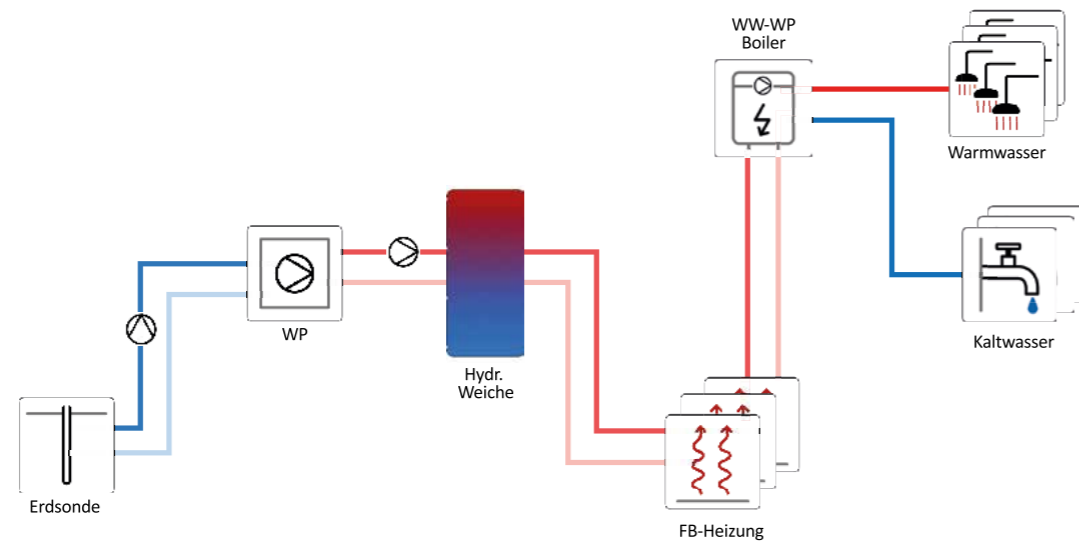 WW-WP
Boiler
Warmwasser
WP
Hydr.
Weiche
Kaltwasser
Erdsonde
FB-Heizung